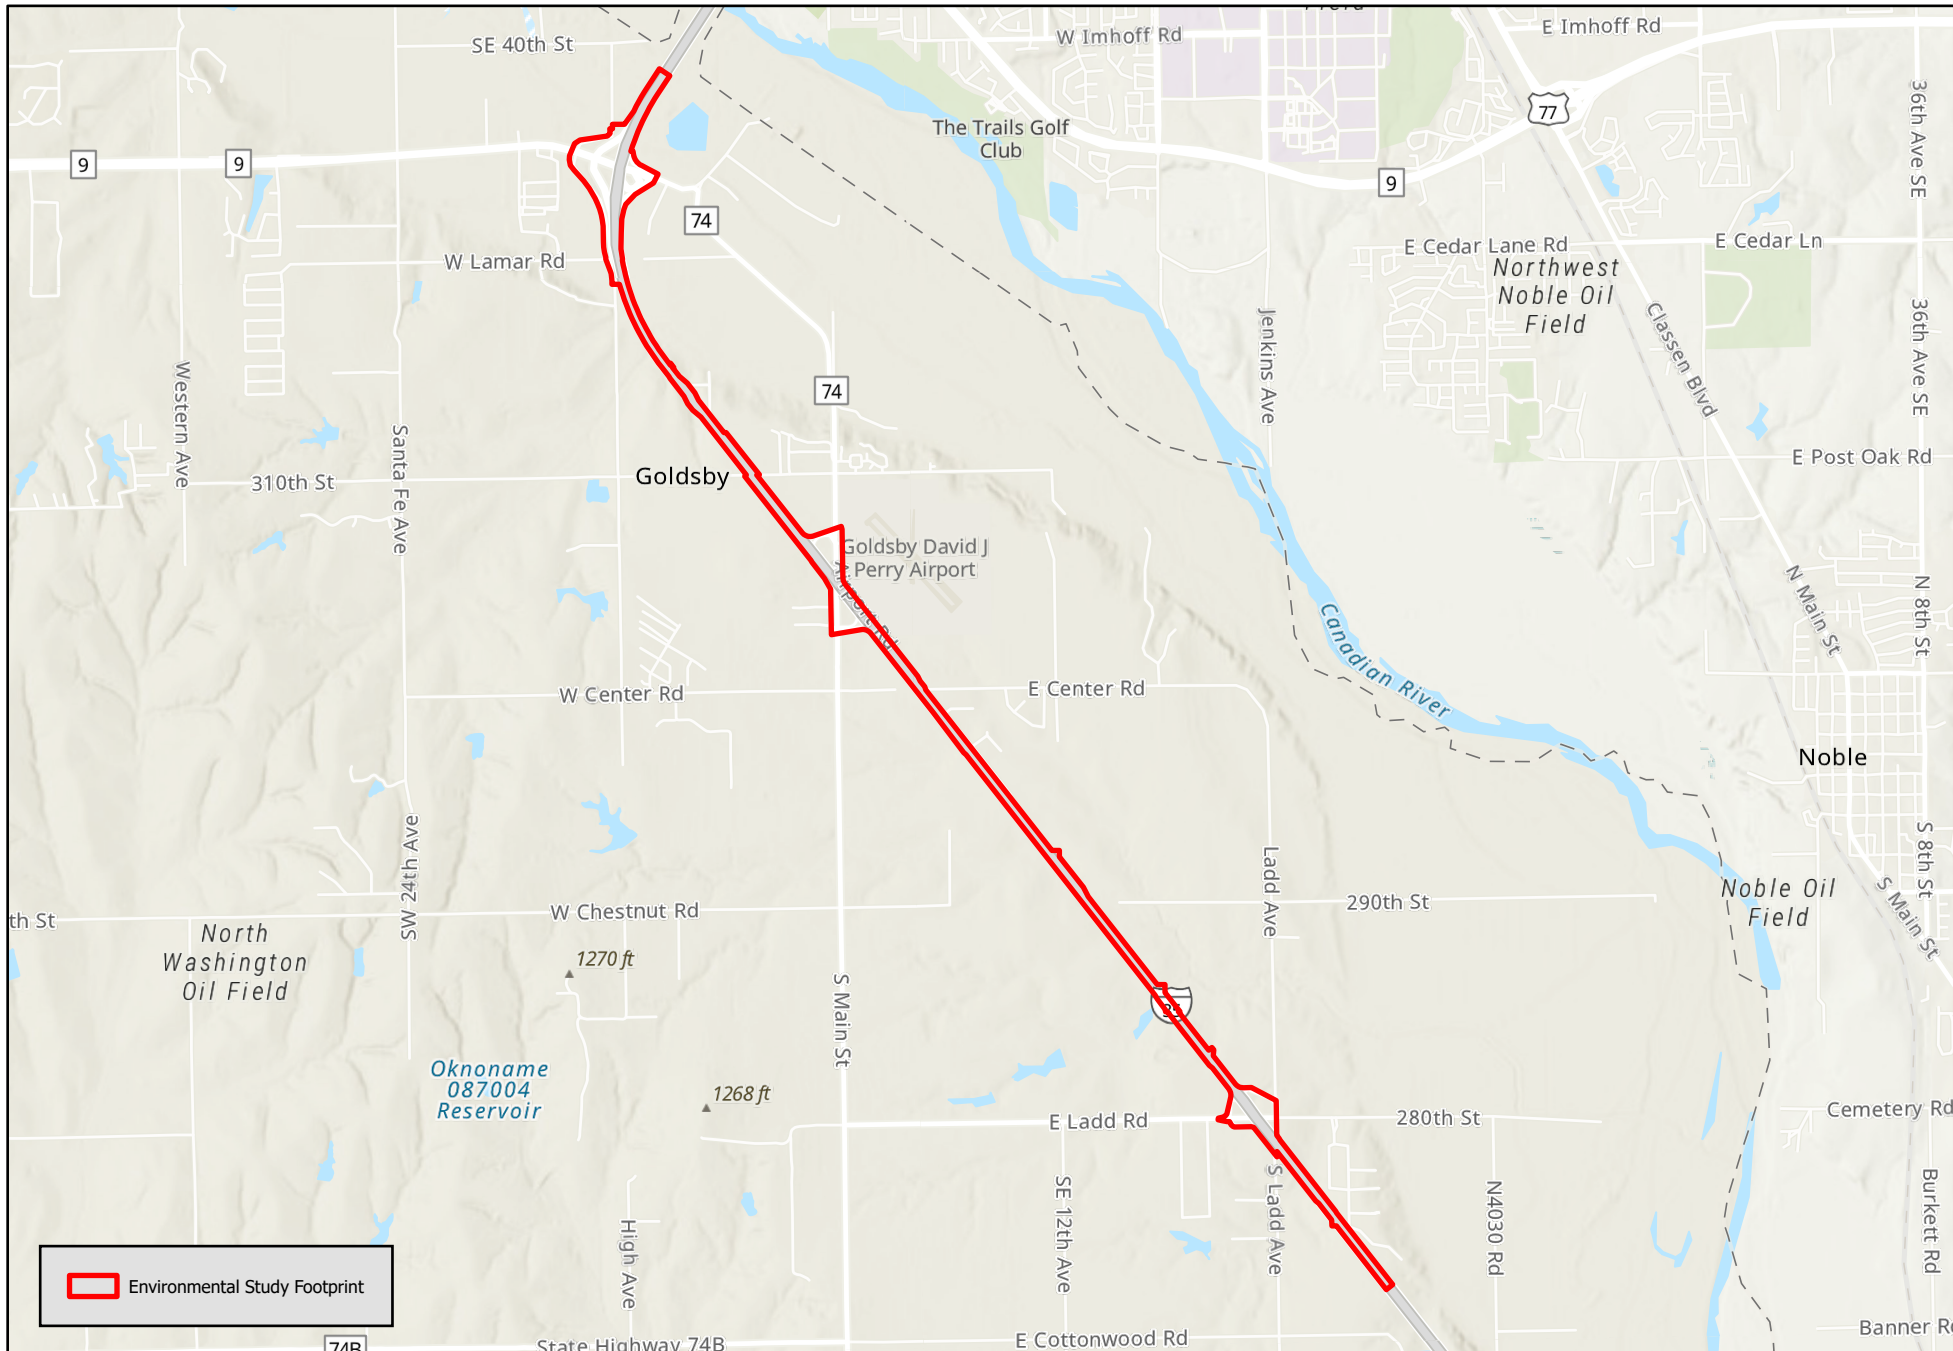 SE 40th St
W Imhoff Rd
E Imhoff Rd
77
36th Ave SE
The Trails Golf
Club
9
9
9
74
W Lamar Rd
E Cedar Lane Rd
E Cedar Ln
Northwest
Noble Oil
Field
Jenkins Ave
Classen Blvd
36th Ave SE
Western Ave
74
Santa Fe Ave
310th St
Goldsby
E Post Oak Rd
Goldsby David J
Perry Airport
Airport Rd
N Main St
N 8th St
Canadian River
W Center Rd
E Center Rd
Noble
SW 24th Ave
Ladd Ave
S 8th St
th St
W Chestnut Rd
290th St
Noble Oil
Field
S Main St
North
Washington
Oil Field
1270 ft
S Main St
35
Oknoname
087004
Reservoir
1268 ft
E Ladd Rd
280th St
Cemetery Rd
High Ave
SE 12th Ave
S Ladd Ave
N4030 Rd
Burkett Rd
Environmental Study Footprint
74B
State Highway 74B
E Cottonwood Rd
Banner Rd